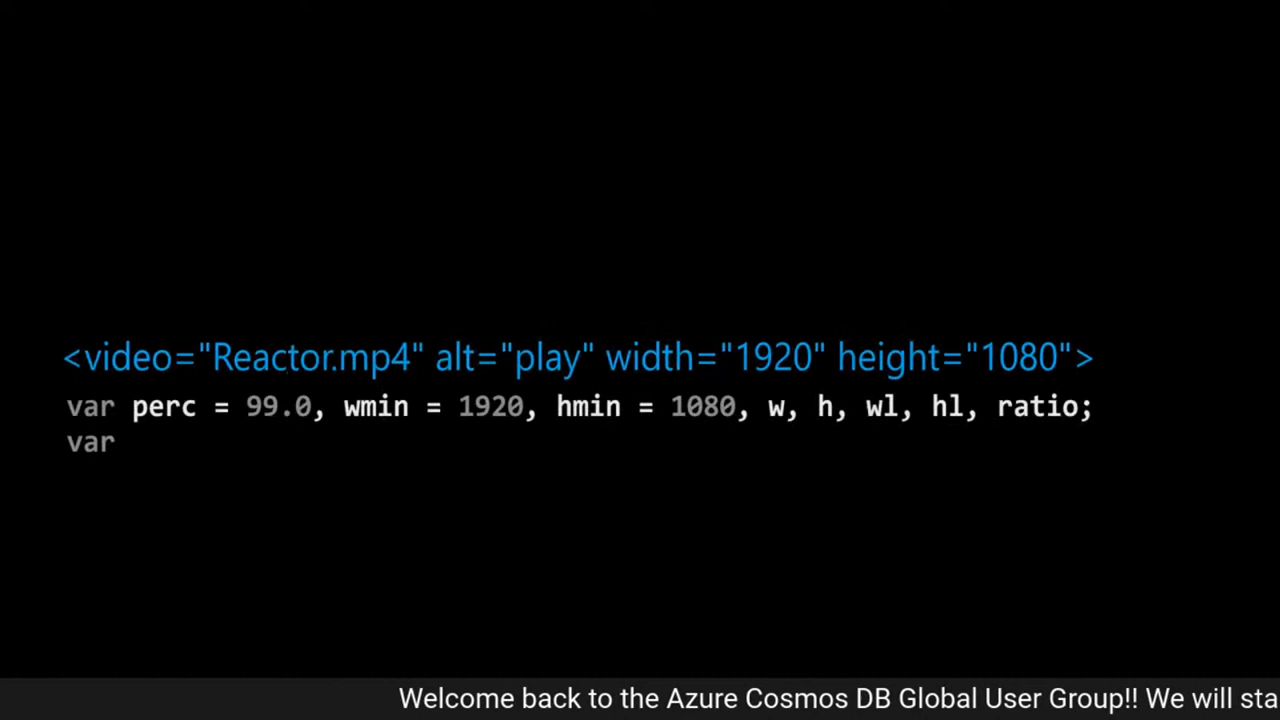 <video="Reactor.mp4" alt="play" width="1920" height="1080">
var perc = 99.0, wmin = 1920, hmin = 1080, w, h, wl, hl, ratio;
var
Welcome back to the Azure Cosmos DB Global User Group!! We will sta